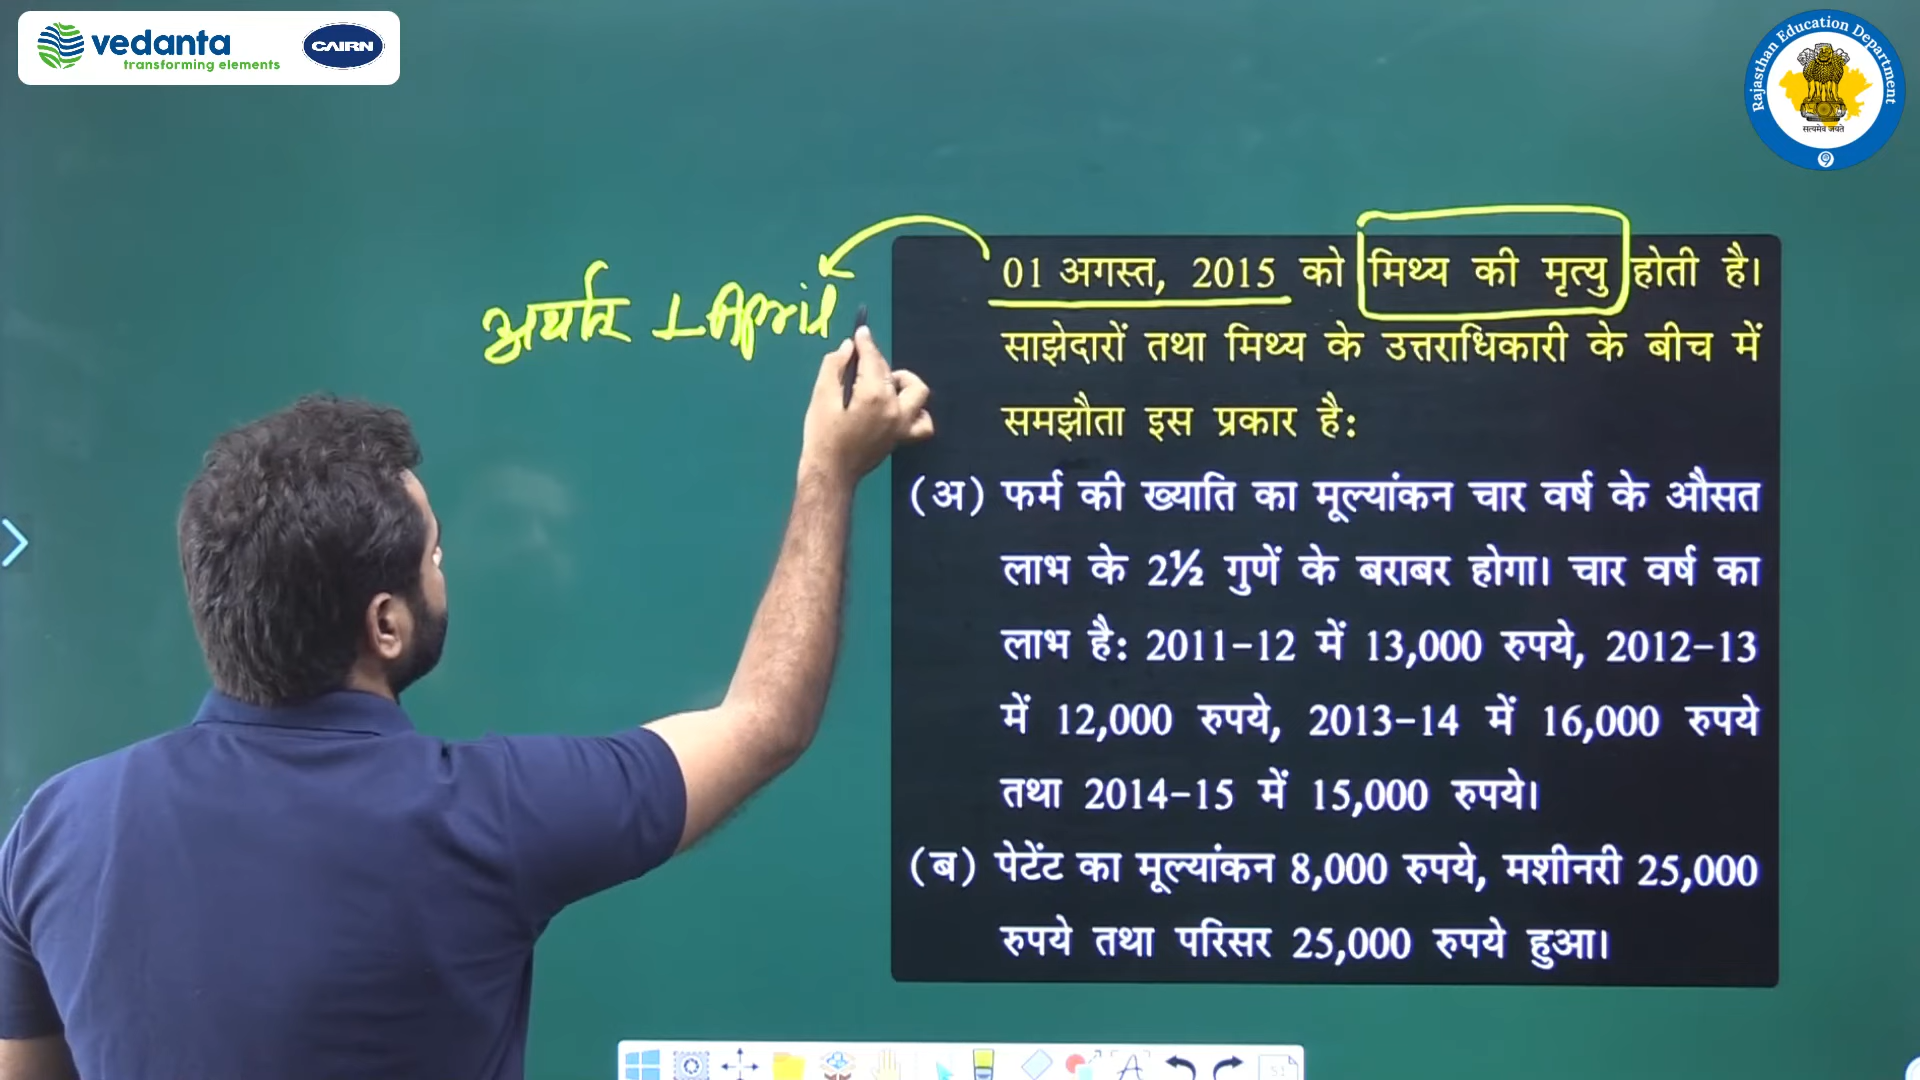 vedanta
transforming elements
CAIRN
Rajasthan Education Department
सत्यमेव जयते
अर्थात 1 April
01 अगस्त, 2015 को मिथ्य की मृत्यु होती है।
साझेदारों तथा मिथ्य के उत्तराधिकारी के बीच में
समझौता इस प्रकार है:
(अ) फर्म की ख्याति का मूल्यांकन चार वर्ष के औसत
लाभ के 2½ गुणें के बराबर होगा। चार वर्ष का
लाभ है: 2011-12 में 13,000 रुपये, 2012-13
में 12,000 रुपये, 2013-14 में 16,000 रुपये
तथा 2014-15 में 15,000 रुपये।
(ब) पेटेंट का मूल्यांकन 8,000 रुपये, मशीनरी 25,000
रुपये तथा परिसर 25,000 रुपये हुआ।